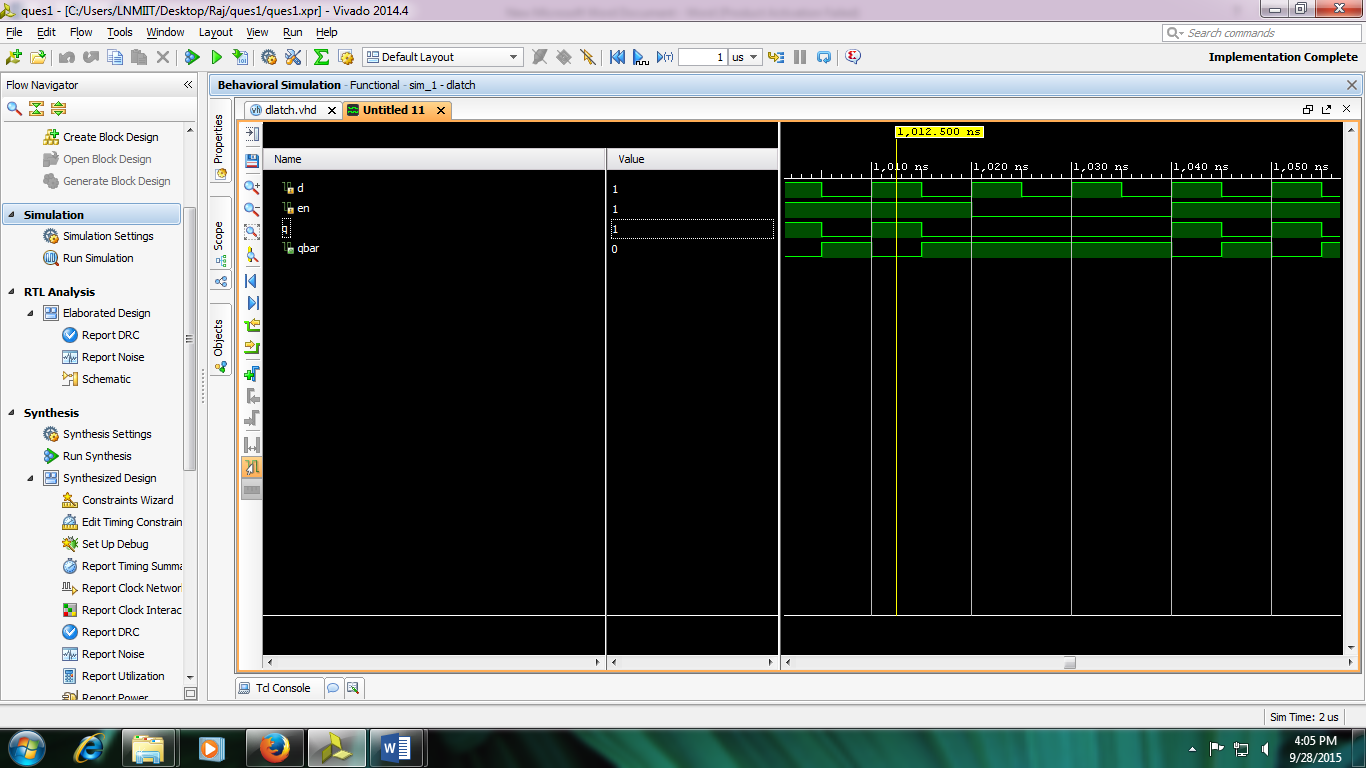 ques1 - [C:/Users/LNMIIT/Desktop/Raj/ques1/ques1.xpr] - Vivado 2014.4
File Edit Flow Tools Window Layout View Run Help
Search commands
Default Layout 1 us Implementation Complete
Flow Navigator
Behavioral Simulation - Functional - sim_1 - dlatch
dlatch.vhd Untitled 11
Create Block Design
Open Block Design
Generate Block Design
Simulation
Simulation Settings
Run Simulation
RTL Analysis
Elaborated Design
Report DRC
Report Noise
Schematic
Synthesis
Synthesis Settings
Run Synthesis
Synthesized Design
Constraints Wizard
Edit Timing Constrain
Set Up Debug
Report Timing Summa
Report Clock Networ
Report Clock Interac
Report DRC
Report Noise
Report Utilization
Report Power
Properties
Scope
Objects
Name Value
d 1
en 1
q 1
qbar 0
1,012.500 ns
1,010 ns 1,020 ns 1,030 ns 1,040 ns 1,050 ns
Tcl Console
Sim Time: 2 us
4:05 PM
9/28/2015